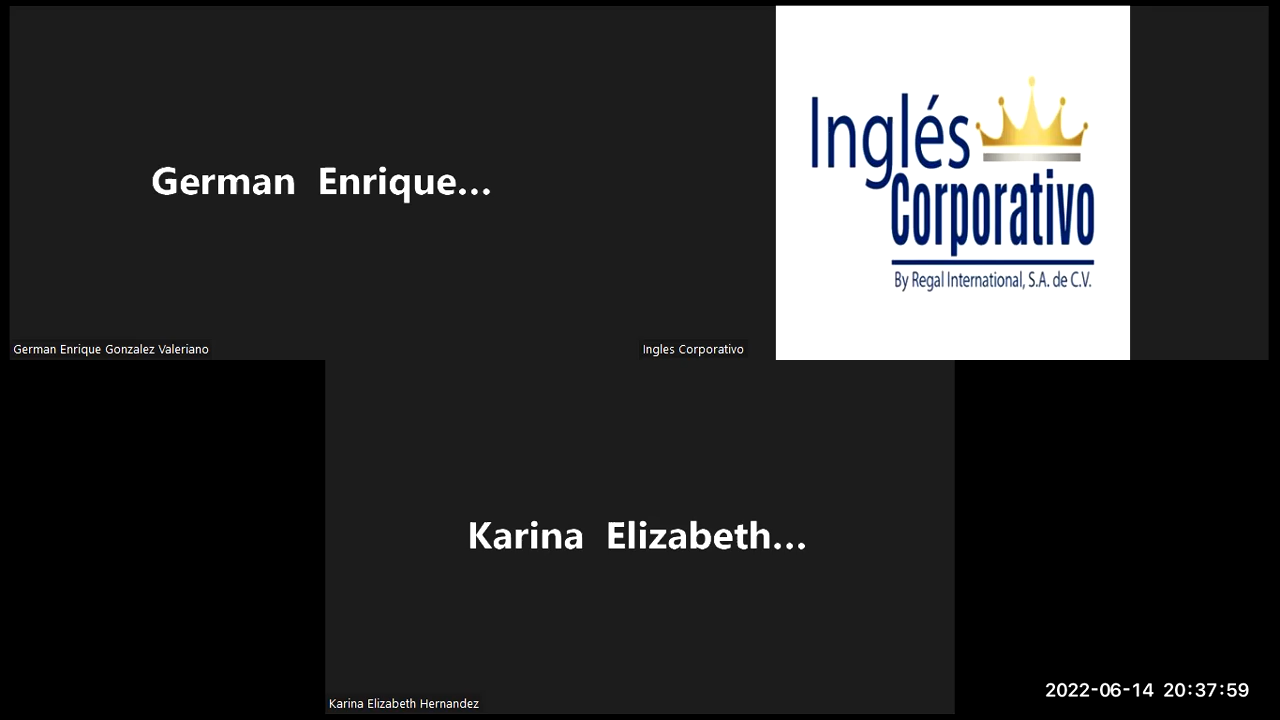 German Enrique...
German Enrique Gonzalez Valeriano
Inglés
Corporativo
By Regal International, S.A. de C.V.
Ingles Corporativo
Karina Elizabeth...
Karina Elizabeth Hernandez
2022-06-14 20:37:59